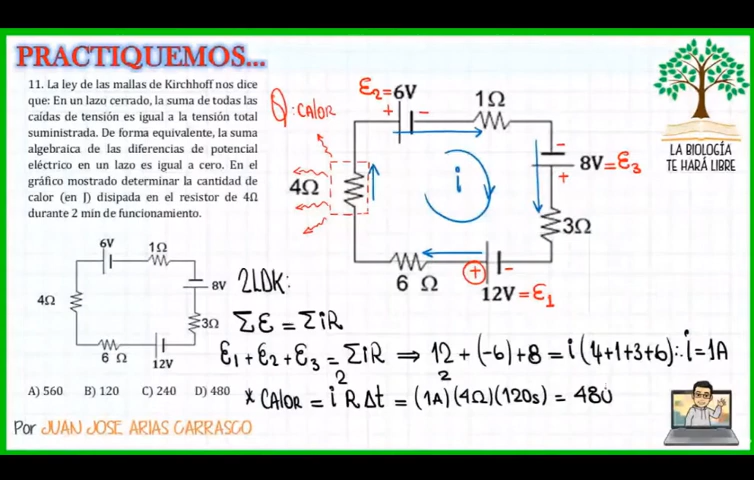 PRACTIQUEMOS...
11. La ley de las mallas de Kirchhoff nos dice
que: En un lazo cerrado, la suma de todas las
caídas de tensión es igual a la tensión total
suministrada. De forma equivalente, la suma
algebraica de las diferencias de potencial
eléctrico en un lazo es igual a cero. En el
gráfico mostrado determinar la cantidad de
calor (en J) disipada en el resistor de 4Ω
durante 2 min de funcionamiento.
6V
1Ω
4Ω
8V
3Ω
6 Ω
12V
A) 560 B) 120 C) 240 D) 480
Por JUAN JOSE ARIAS CARRASCO
Q:CALOR
ε₂=6V
+ -
1Ω
4Ω
i
-
8V=ε₃
+
3Ω
6 Ω
+ -
12V=ε₁
2LDK:
Σε = ΣiR
ε₁+ε₂+ε₃ = ΣiR ⇒ 12+(-6)+8 = i(4+1+3+6)∴i=1A
* CALOR = i²RΔt = (1A)²(4Ω)(120s) = 480
LA BIOLOGÍA
TE HARÁ LIBRE